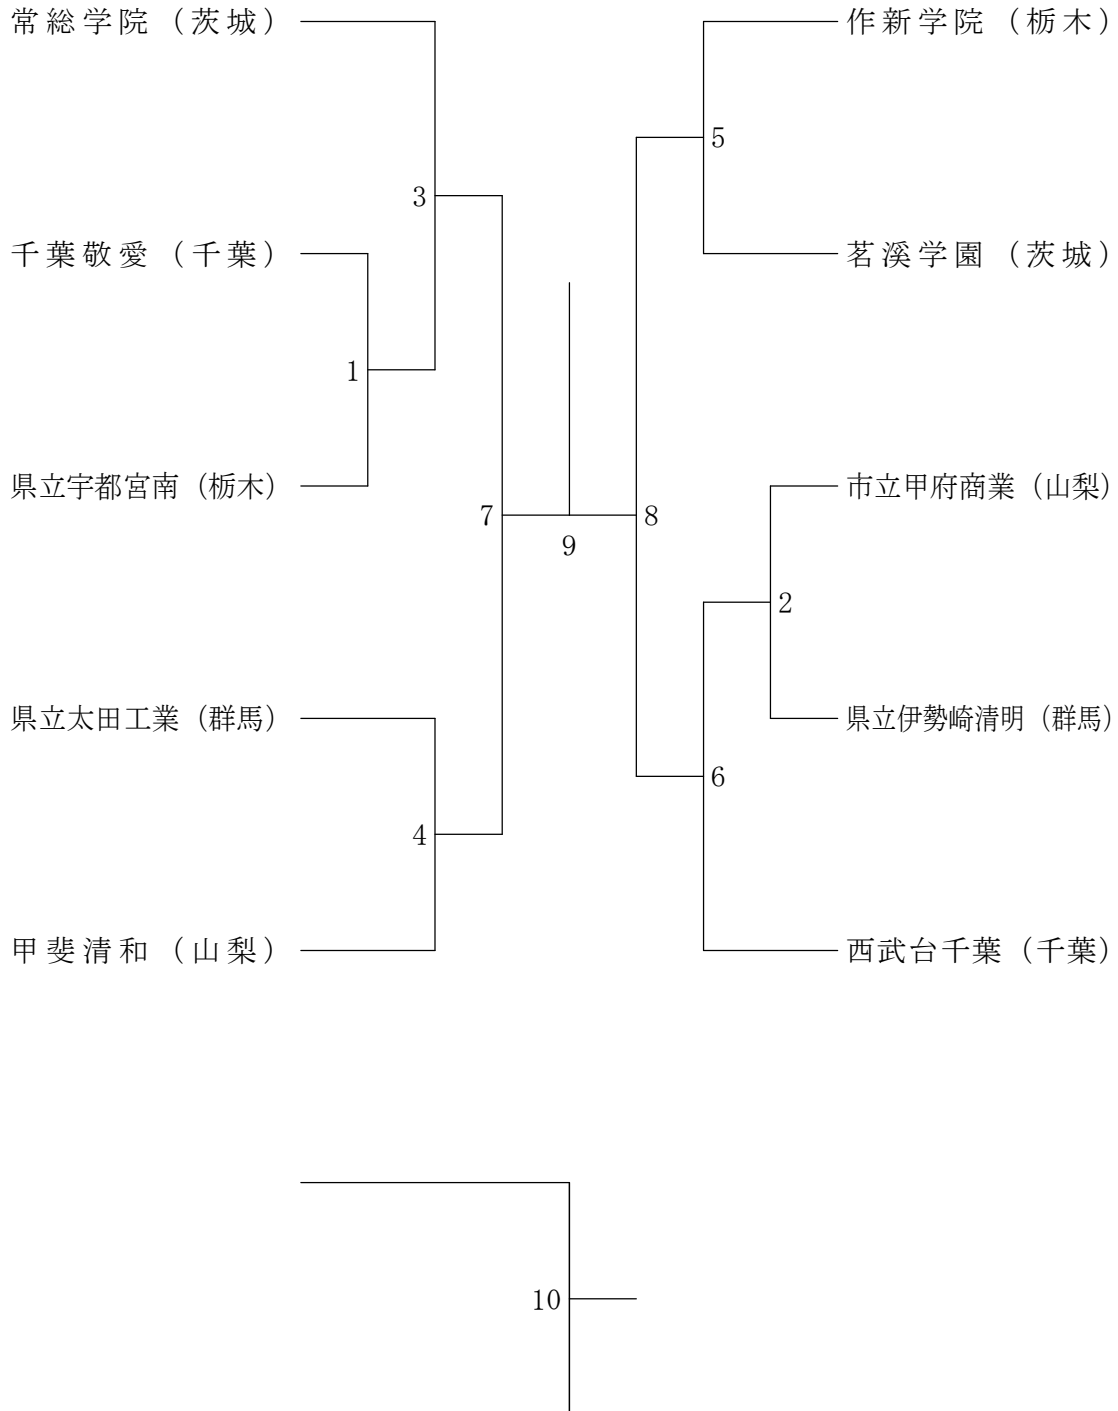 常総学院（茨城）
作新学院（栃木）
5
3
千葉敬愛（千葉）
茗溪学園（茨城）
1
県立宇都宮南（栃木）
市立甲府商業（山梨）
7
8
9
2
県立太田工業（群馬）
県立伊勢崎清明（群馬）
6
4
甲斐清和（山梨）
西武台千葉（千葉）
10